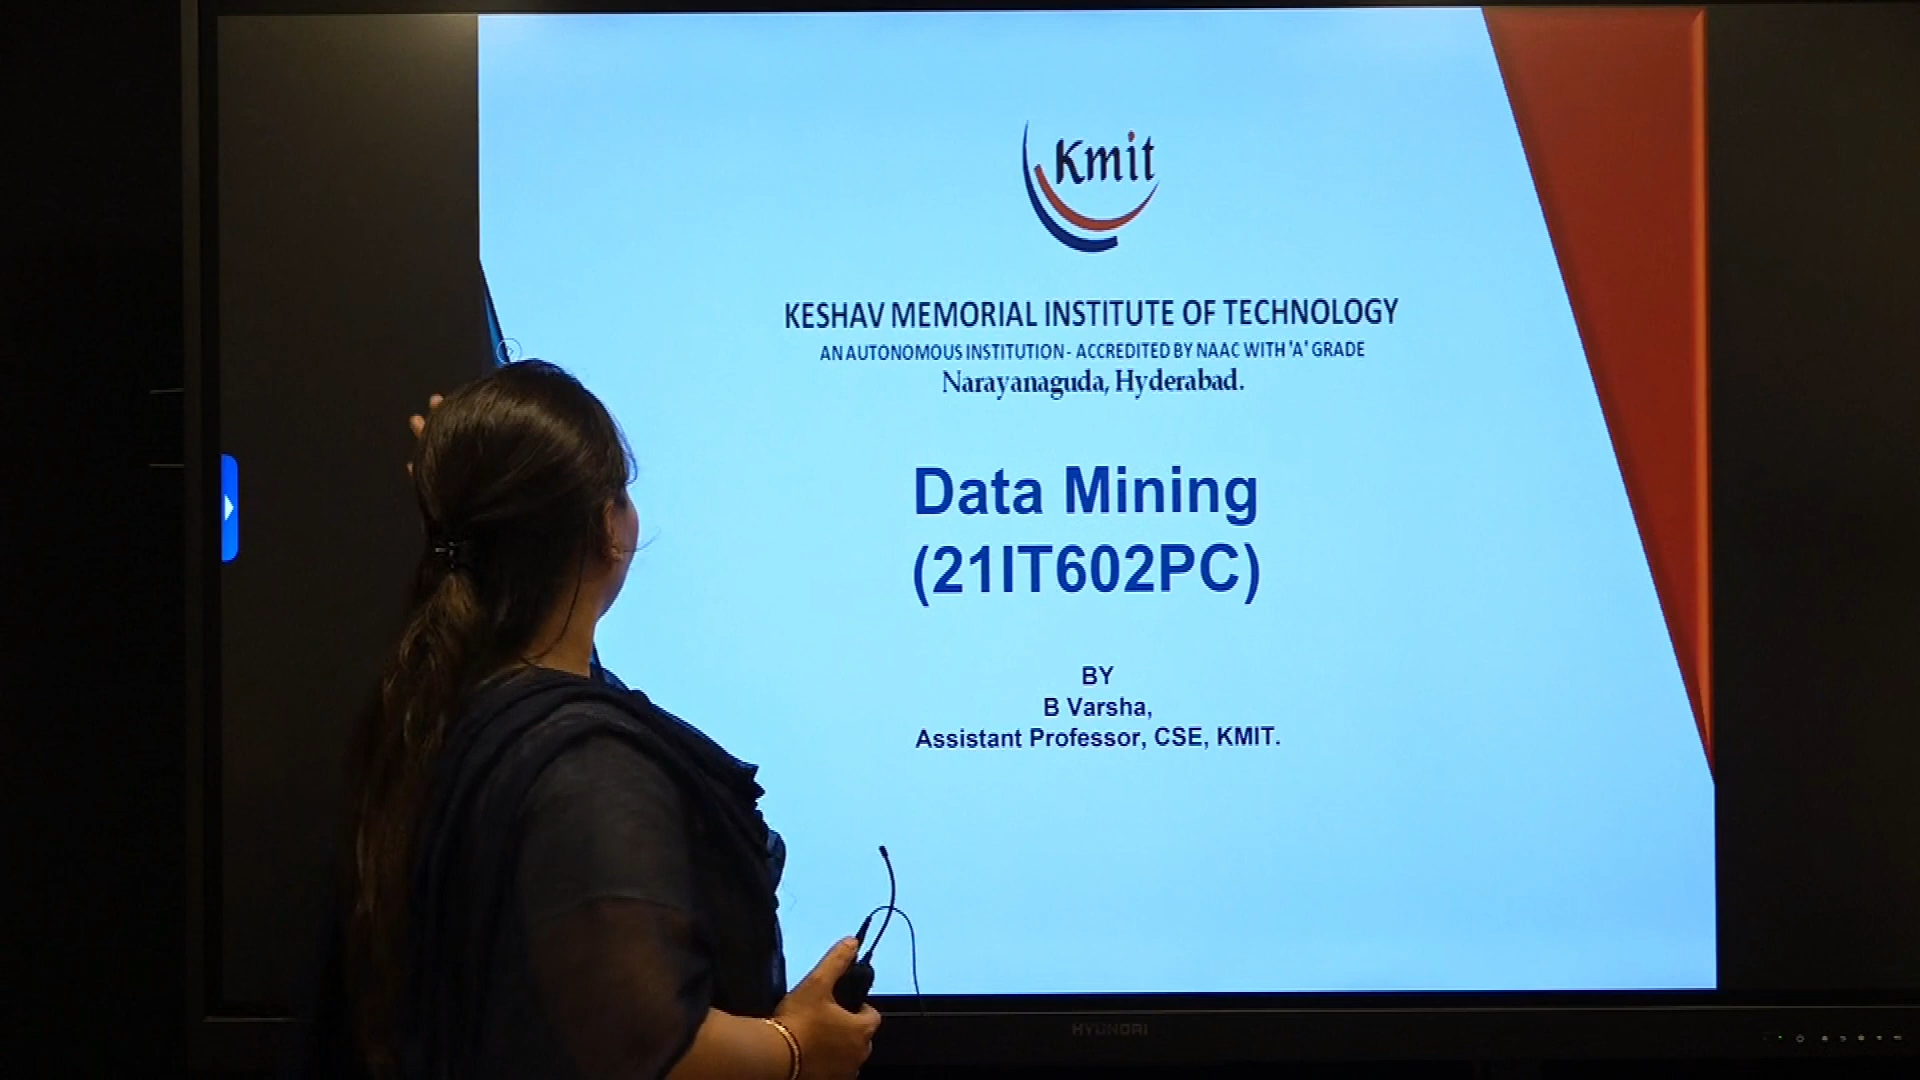 Kmit
KESHAV MEMORIAL INSTITUTE OF TECHNOLOGY
AN AUTONOMOUS INSTITUTION - ACCREDITED BY NAAC WITH 'A' GRADE
Narayanaguda, Hyderabad.
Data Mining
(21IT602PC)
BY
B Varsha,
Assistant Professor, CSE, KMIT.
HYUNDAI